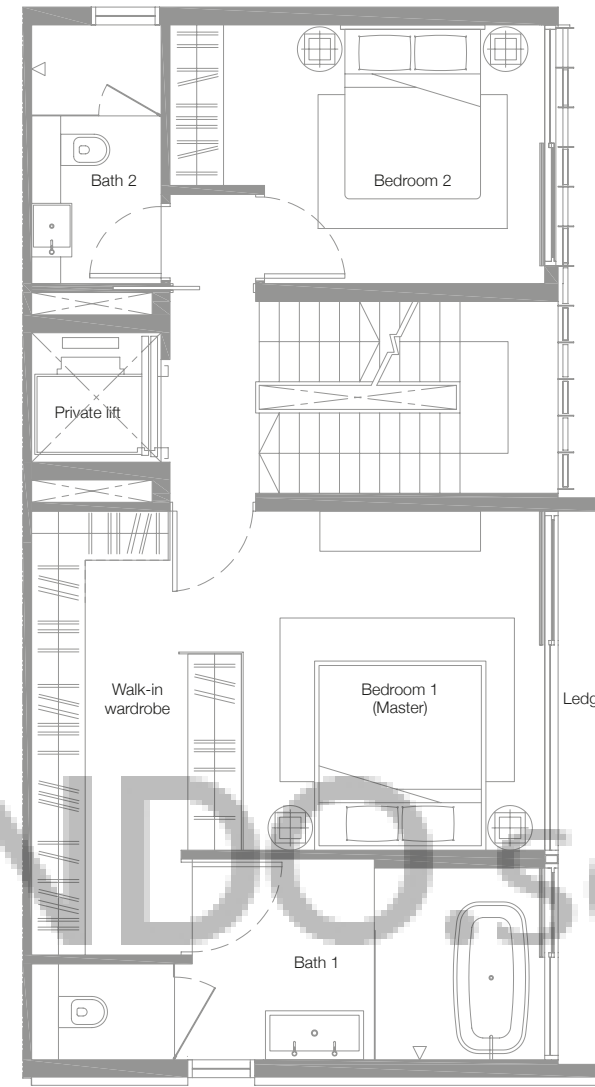 Bath 2
Bedroom 2
Private lift
Walk-in
wardrobe
Bedroom 1
(Master)
Bath 1